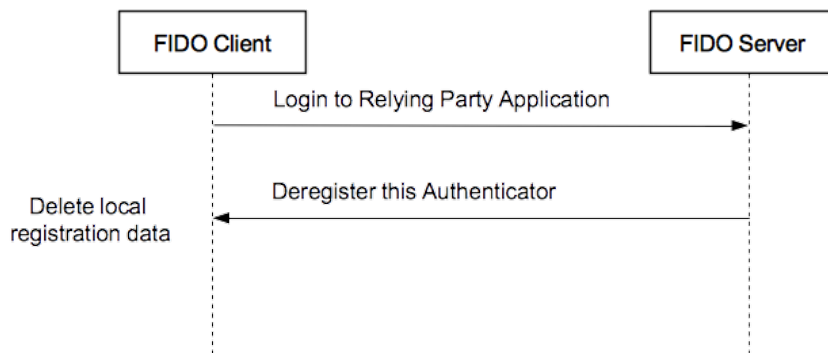 FIDO Client
FIDO Server
Login to Relying Party Application
Deregister this Authenticator
Delete local
registration data